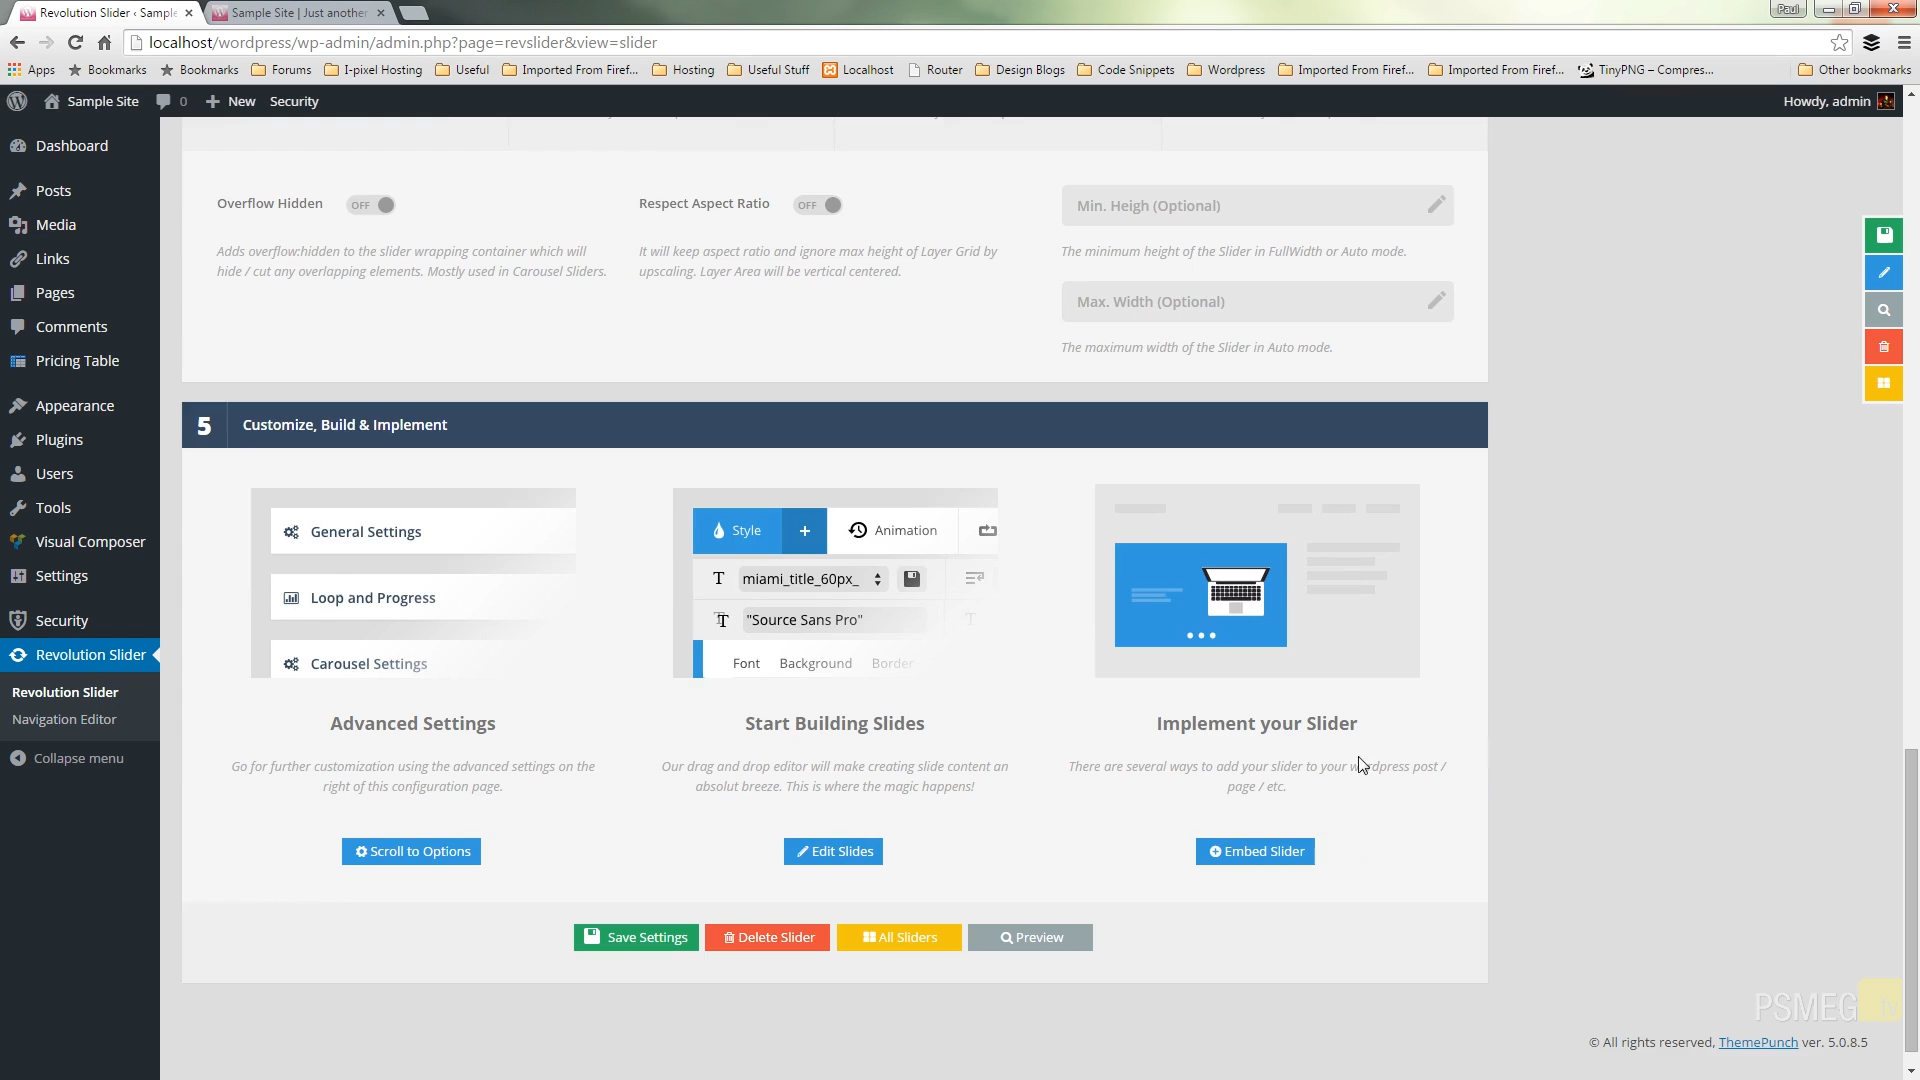 Revolution Slider ‹ Sample
Sample Site | Just another
Paul
localhost/wordpress/wp-admin/admin.php?page=revslider&view=slider
Apps
Bookmarks
Bookmarks
Forums
I-pixel Hosting
Useful
Imported From Firef...
Hosting
Useful Stuff
Localhost
Router
Design Blogs
Code Snippets
Wordpress
Imported From Firef...
Imported From Firef...
TinyPNG – Compres...
Other bookmarks
Sample Site
0
New
Security
Howdy, admin
Dashboard
Posts
Media
Links
Pages
Comments
Pricing Table
Appearance
Plugins
Users
Tools
Visual Composer
Settings
Security
Revolution Slider
Revolution Slider
Navigation Editor
Collapse menu
Overflow Hidden
OFF
Adds overflow:hidden to the slider wrapping container which will
hide / cut any overlapping elements. Mostly used in Carousel Sliders.
Respect Aspect Ratio
OFF
It will keep aspect ratio and ignore max height of Layer Grid by
upscaling. Layer Area will be vertical centered.
Min. Heigh (Optional)
The minimum height of the Slider in FullWidth or Auto mode.
Max. Width (Optional)
The maximum width of the Slider in Auto mode.
5
Customize, Build & Implement
General Settings
Loop and Progress
Carousel Settings
Style
+
Animation
T
miami_title_60px_
"Source Sans Pro"
Font
Background
Border
Advanced Settings
Go for further customization using the advanced settings on the
right of this configuration page.
Scroll to Options
Start Building Slides
Our drag and drop editor will make creating slide content an
absolut breeze. This is where the magic happens!
Edit Slides
Implement your Slider
There are several ways to add your slider to your wordpress post /
page / etc.
Embed Slider
Save Settings
Delete Slider
All Sliders
Preview
PSMEG tv
© All rights reserved, ThemePunch ver. 5.0.8.5